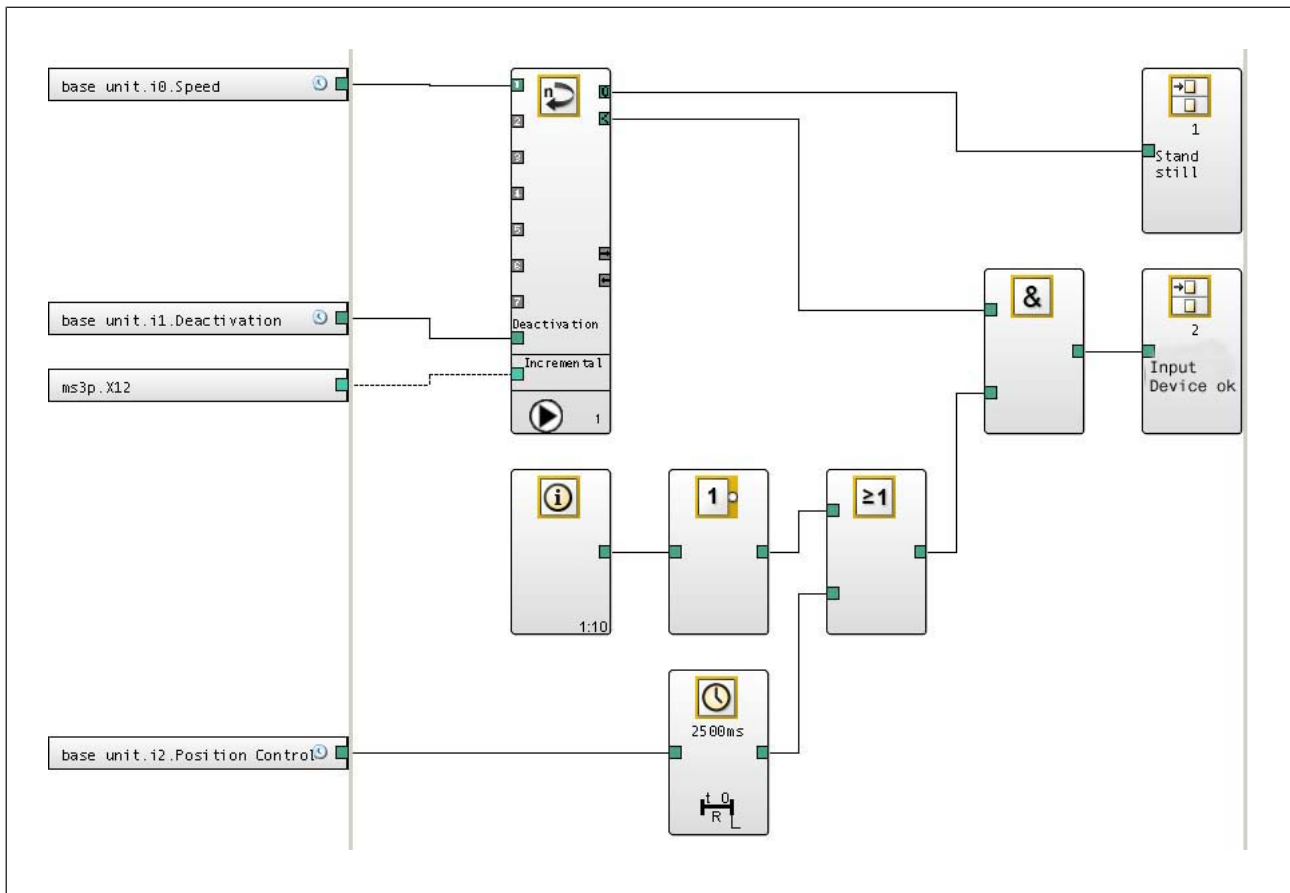 base unit.i0.Speed
n
1
0
<
2
3
4
5
6
7
Deactivation
Incremental
1
base unit.i1.Deactivation
ms3p.X12
1
Stand
still
&
2
Input
Device ok
i
1:10
1
≥1
2500ms
t 0
R
base unit.i2.Position Control